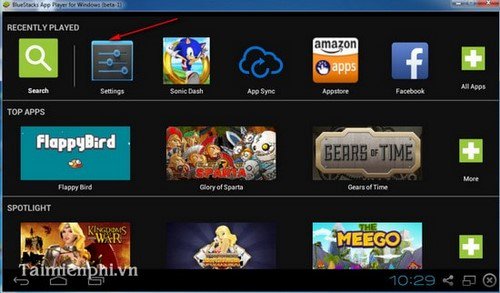 BlueStacks App Player for Windows (beta-1)
RECENTLY PLAYED
Search
Settings
Sonic Dash
App Sync
amazon
apps
Appstore
Facebook
All Apps
TOP APPS
FlappyBird
Flappy Bird
SPARTA
Glory of Sparta
GEARS OF TIME
Gears of Time
More
SPOTLIGHT
KINGDOMS
OF WAR
THE
MEEGO
Taimienphi.vn
10:29